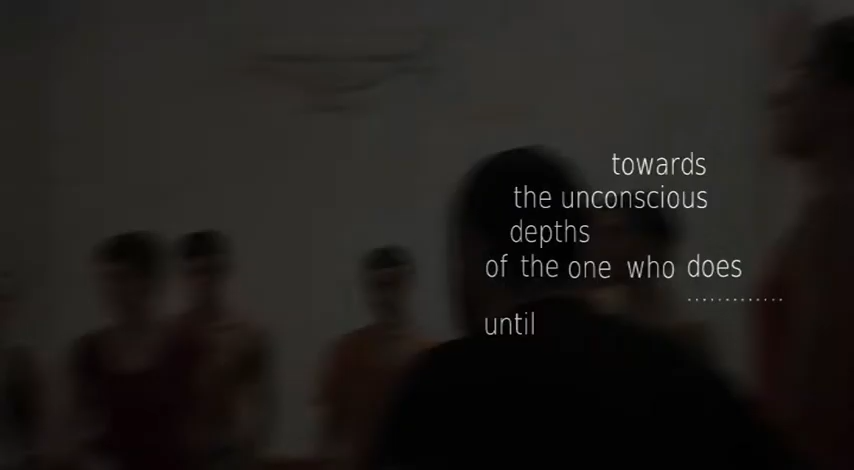 towards
the unconscious
depths
of the one who does
....................
until